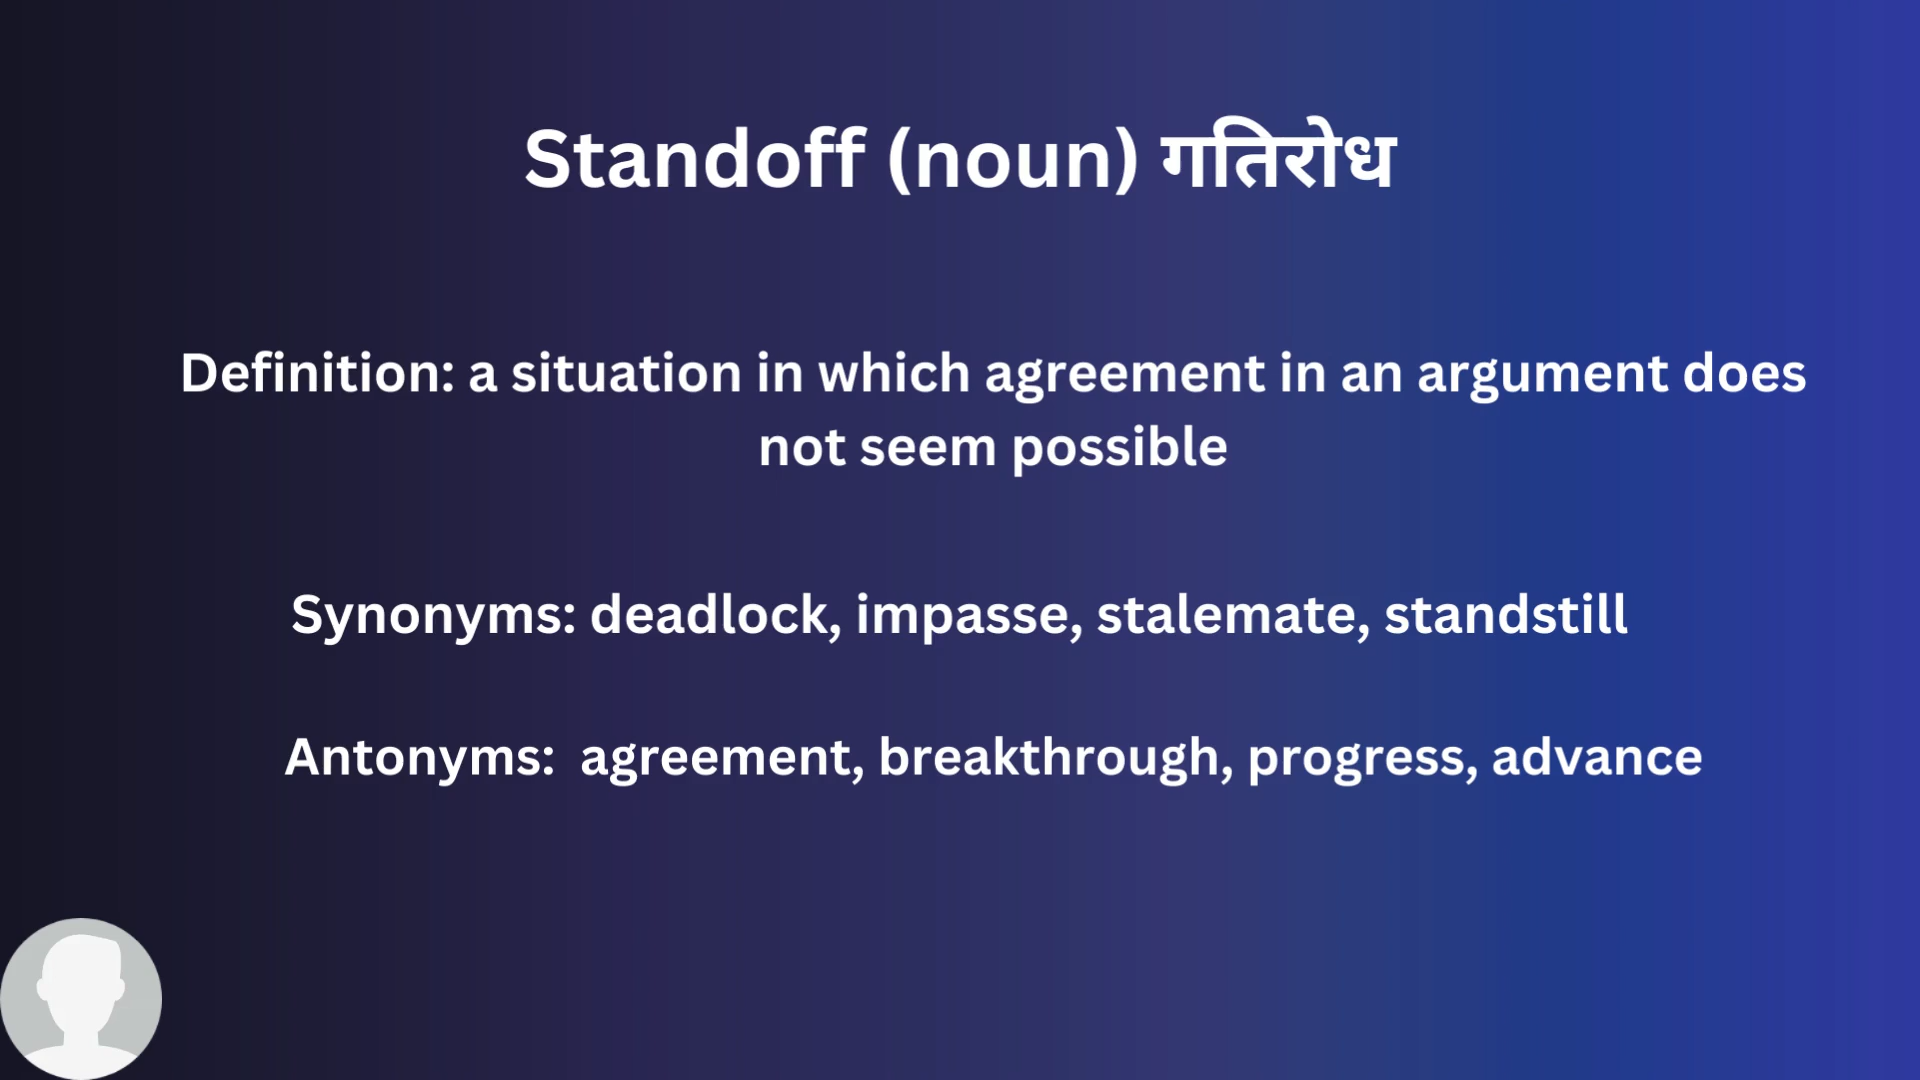 Standoff (noun) गतिरोध
Definition: a situation in which agreement in an argument does
not seem possible
Synonyms: deadlock, impasse, stalemate, standstill
Antonyms:  agreement, breakthrough, progress, advance